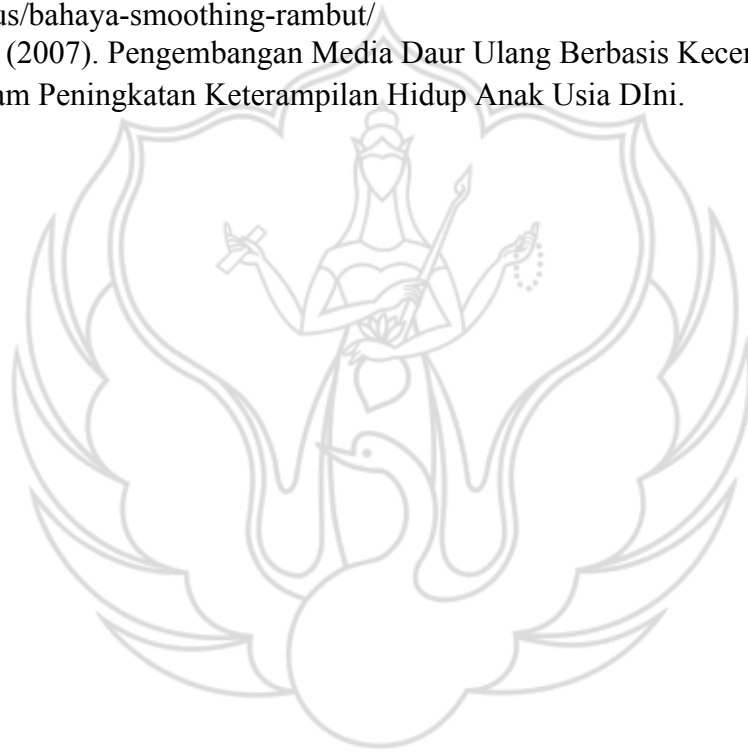 us/bahaya-smoothing-rambut/
(2007). Pengembangan Media Daur Ulang Berbasis Kecer
am Peningkatan Keterampilan Hidup Anak Usia DIni.